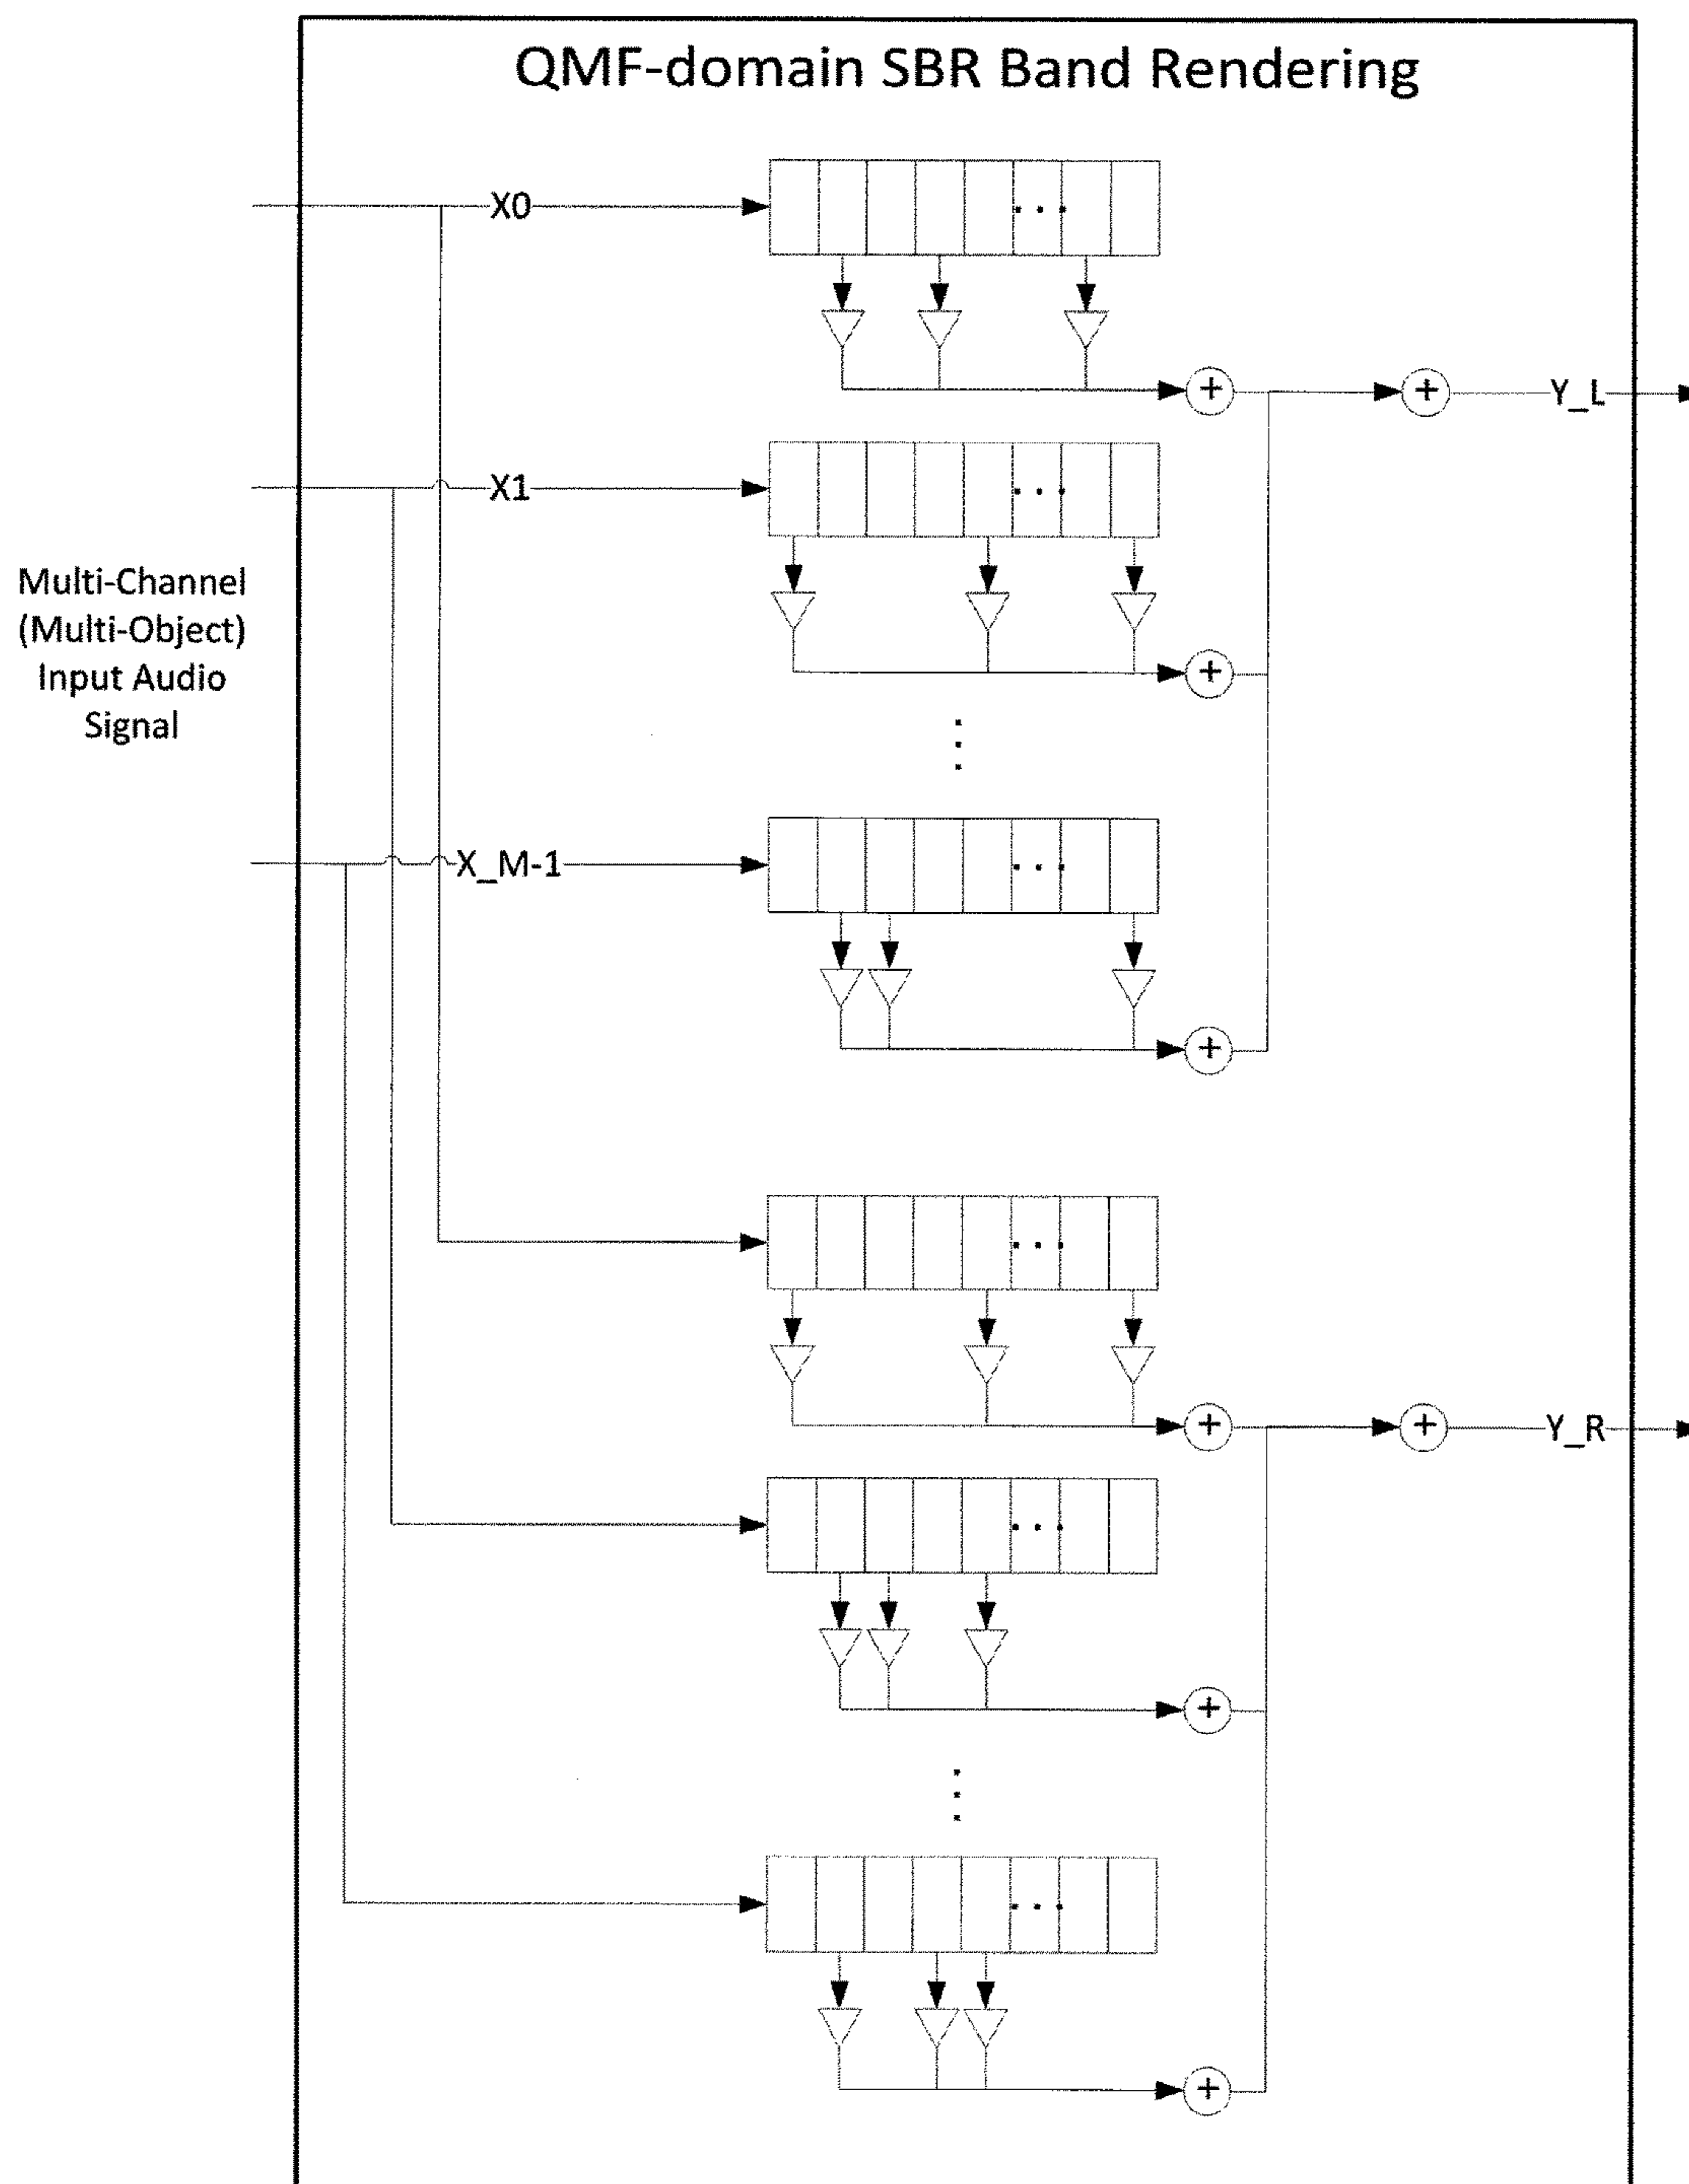 QMF-domain SBR Band Rendering
X0
+
+
Y_L
X1
Multi-Channel
(Multi-Object)
Input Audio
Signal
+
X_M-1
+
+
+
Y_R
+
+